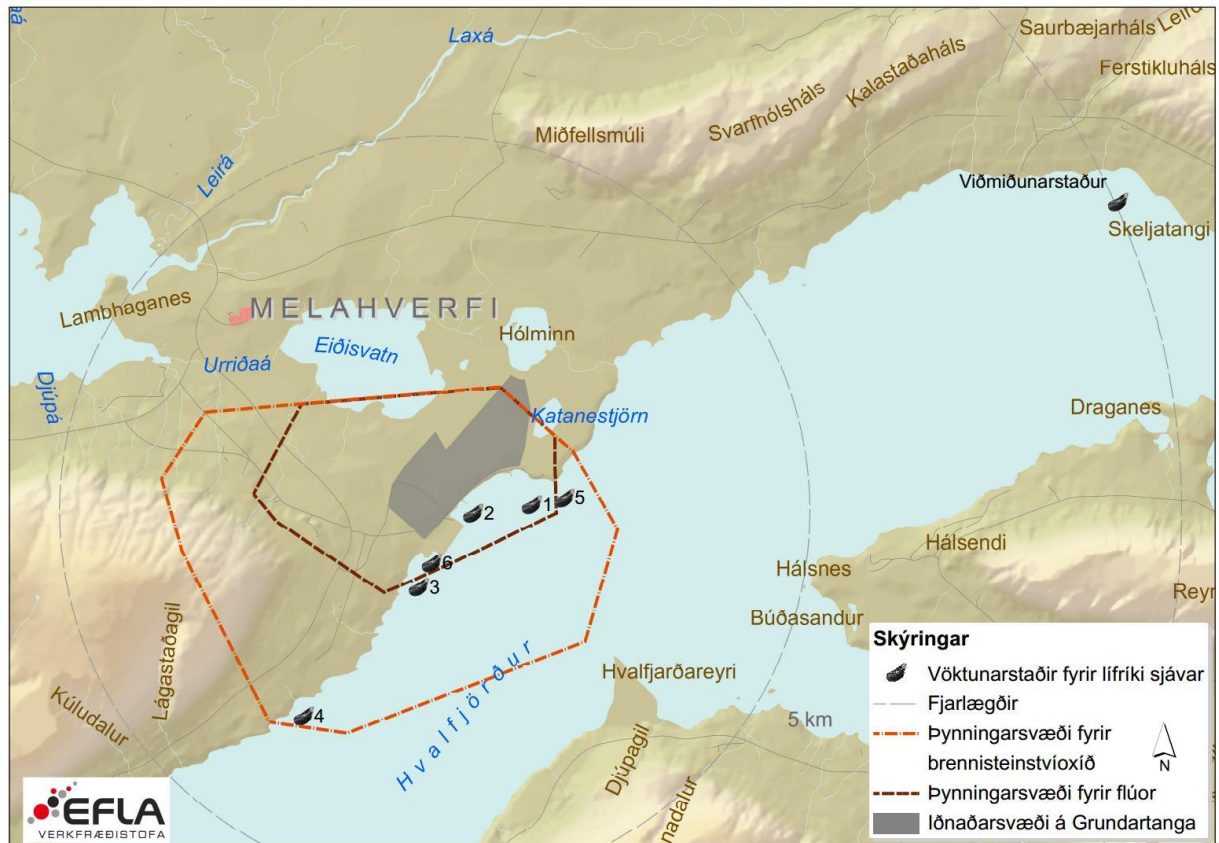 Laxá
Saurbæjarháls
Leirá
Ferstikluháls
Kalastaðaháls
Svarfhólsháls
Miðfellsmúli
Leirá
Viðmiðunarstaður
Skeljatangi
Lambhaganes
MELAHVERFI
Hólminn
Eiðisvatn
Urriðaá
Djúpá
Katanestjörn
Draganes
1
5
2
Hálsendi
6
Hálsnes
3
Búðasandur
Lágastaðagil
Kúludalur
4
Hvalfjörður
Hvalfjarðareyri
Djúpagil
5 km
Skýringar
Vöktunarstaðir fyrir lífríki sjávar
Fjarlægðir
Þynningarsvæði fyrir
brennisteinstvíoxíð
N
Þynningarsvæði fyrir flúor
Iðnaðarsvæði á Grundartanga
EFLA
VERKFRÆÐISTOFA